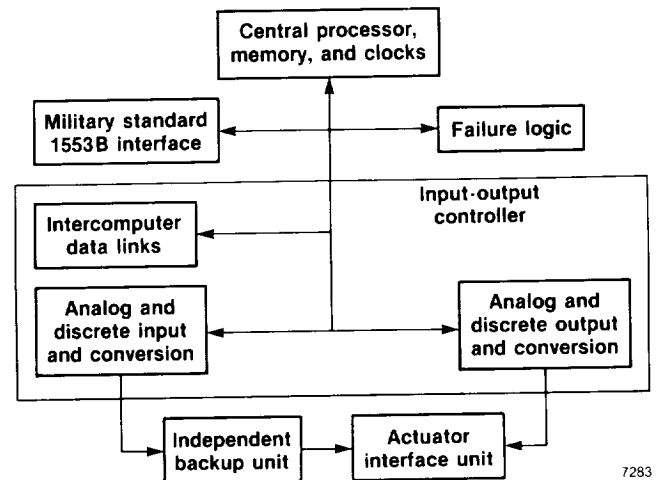 Central processor,
memory, and clocks
Military standard
1553B interface
Failure logic
Input-output
controller
Intercomputer
data links
Analog and
discrete input
and conversion
Analog and
discrete output
and conversion
Independent
backup unit
Actuator
interface unit
7283